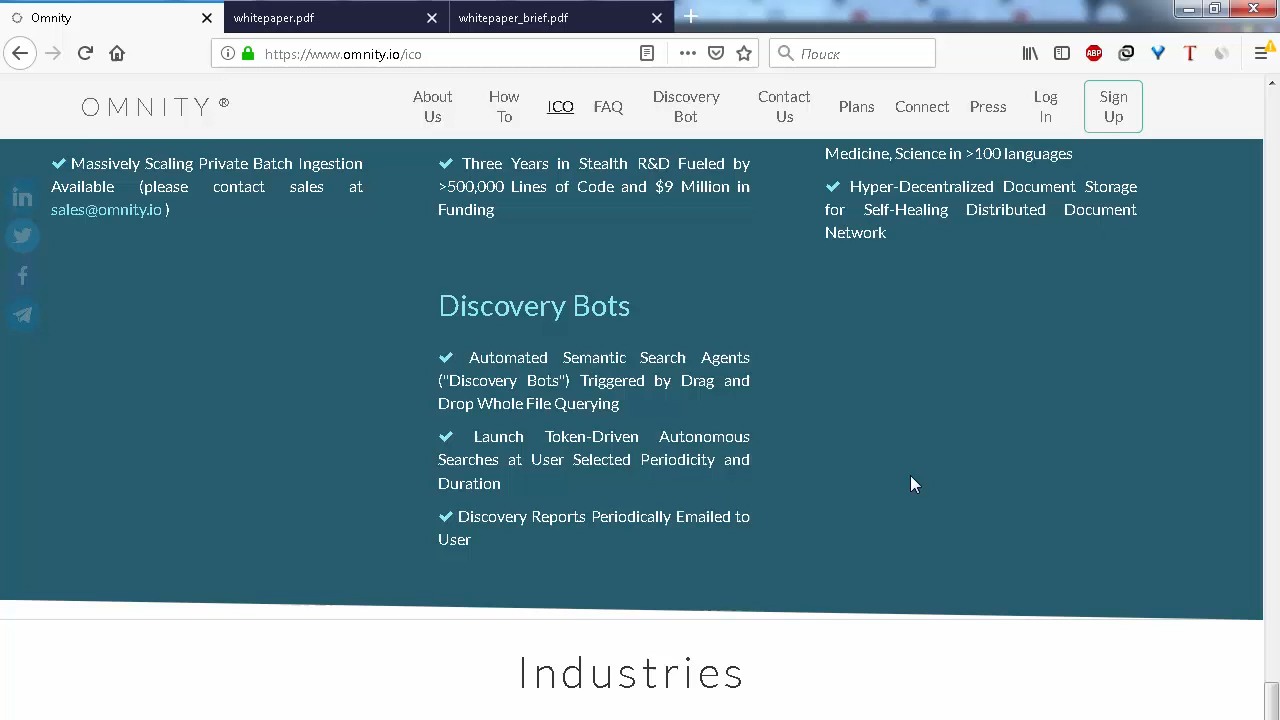 Omnity
whitepaper.pdf
whitepaper_brief.pdf
https://www.omnity.io/ico
Поиск
ABP
T
OMNITY ®
About Us
How To
ICO
FAQ
Discovery Bot
Contact Us
Plans
Connect
Press
Log In
Sign Up
Massively Scaling Private Batch Ingestion
Available (please contact sales at
sales@omnity.io )
Three Years in Stealth R&D Fueled by
>500,000 Lines of Code and $9 Million in
Funding
Medicine, Science in >100 languages
Hyper-Decentralized Document Storage
for Self-Healing Distributed Document
Network
in
f
Discovery Bots
Automated Semantic Search Agents
("Discovery Bots") Triggered by Drag and
Drop Whole File Querying
Launch Token-Driven Autonomous
Searches at User Selected Periodicity and
Duration
Discovery Reports Periodically Emailed to
User
Industries